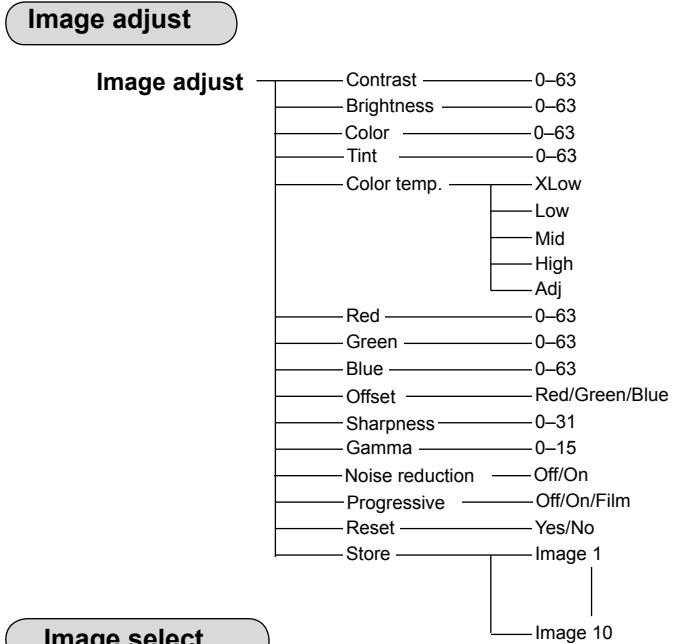 Image adjust
Image adjust Contrast 0–63
Brightness 0–63
Color 0–63
Tint 0–63
Color temp. XLow
Low
Mid
High
Adj
Red 0–63
Green 0–63
Blue 0–63
Offset Red/Green/Blue
Sharpness 0–31
Gamma 0–15
Noise reduction Off/On
Progressive Off/On/Film
Reset Yes/No
Store Image 1
Image 10
Image select